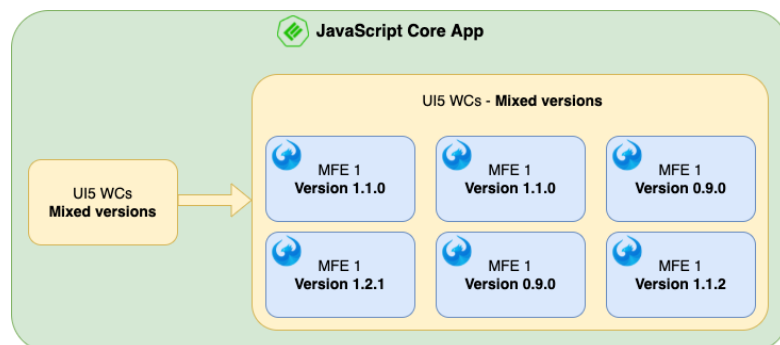 JavaScript Core App
UI5 WCs - Mixed versions
UI5 WCs
Mixed versions
MFE 1
Version 1.1.0
MFE 1
Version 1.1.0
MFE 1
Version 0.9.0
MFE 1
Version 1.2.1
MFE 1
Version 0.9.0
MFE 1
Version 1.1.2